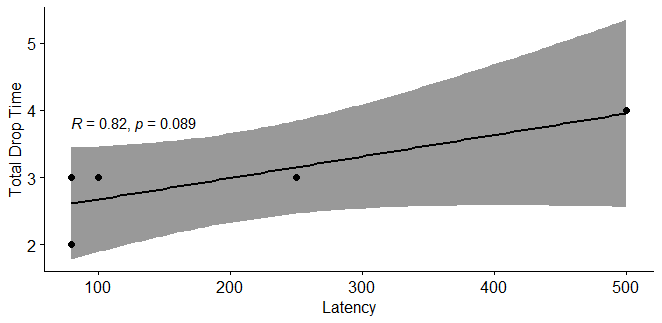 5
4
3
2
Total Drop Time
R = 0.82, p = 0.089
100 200 300 400 500
Latency